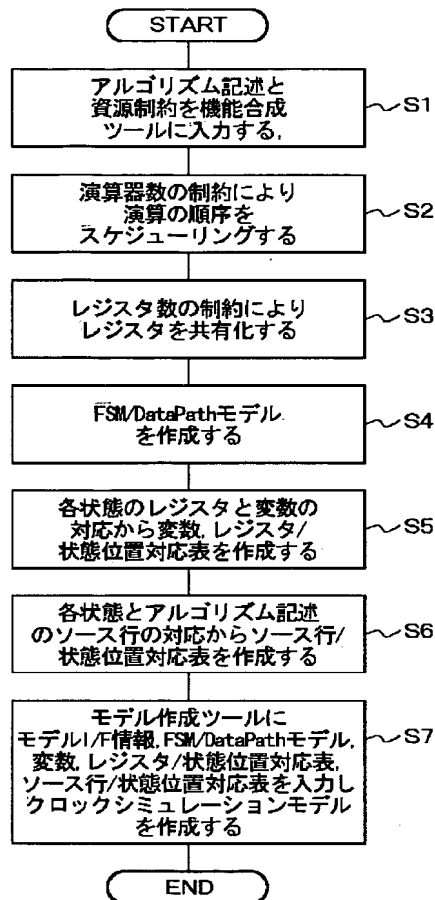 START
アルゴリズム記述と
資源制約を機能合成
ツールに入力する,
S1
演算器数の制約により
演算の順序を
スケジューリングする
S2
レジスタ数の制約により
レジスタを共有化する
S3
FSM/DataPathモデル
を作成する
S4
各状態のレジスタと変数の
対応から変数,レジスタ/
状態位置対応表を作成する
S5
各状態とアルゴリズム記述
のソース行の対応からソース行/
状態位置対応表を作成する
S6
モデル作成ツールに
モデルI/F情報,FSM/DataPathモデル,
変数,レジスタ/状態位置対応表,
ソース行/状態位置対応表を入力し
クロックシミュレーションモデル
を作成する
S7
END